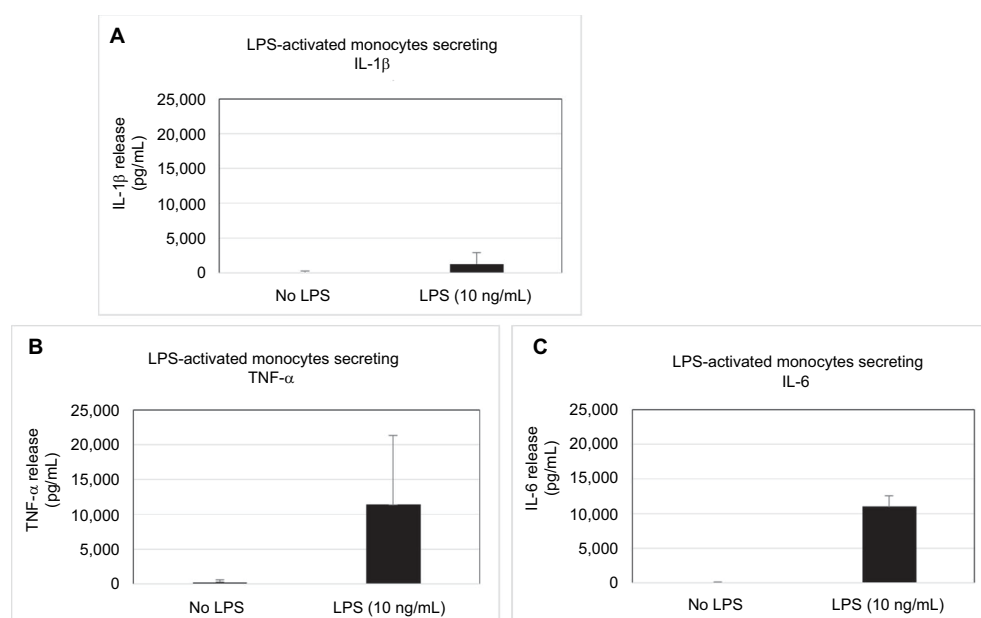 A
LPS-activated monocytes secreting
IL-1β
IL-1β release
(pg/mL)
25,000
20,000
15,000
10,000
5,000
0
No LPS
LPS (10 ng/mL)
B
LPS-activated monocytes secreting
TNF-α
TNF-α release
(pg/mL)
25,000
20,000
15,000
10,000
5,000
0
No LPS
LPS (10 ng/mL)
C
LPS-activated monocytes secreting
IL-6
IL-6 release
(pg/mL)
25,000
20,000
15,000
10,000
5,000
0
No LPS
LPS (10 ng/mL)